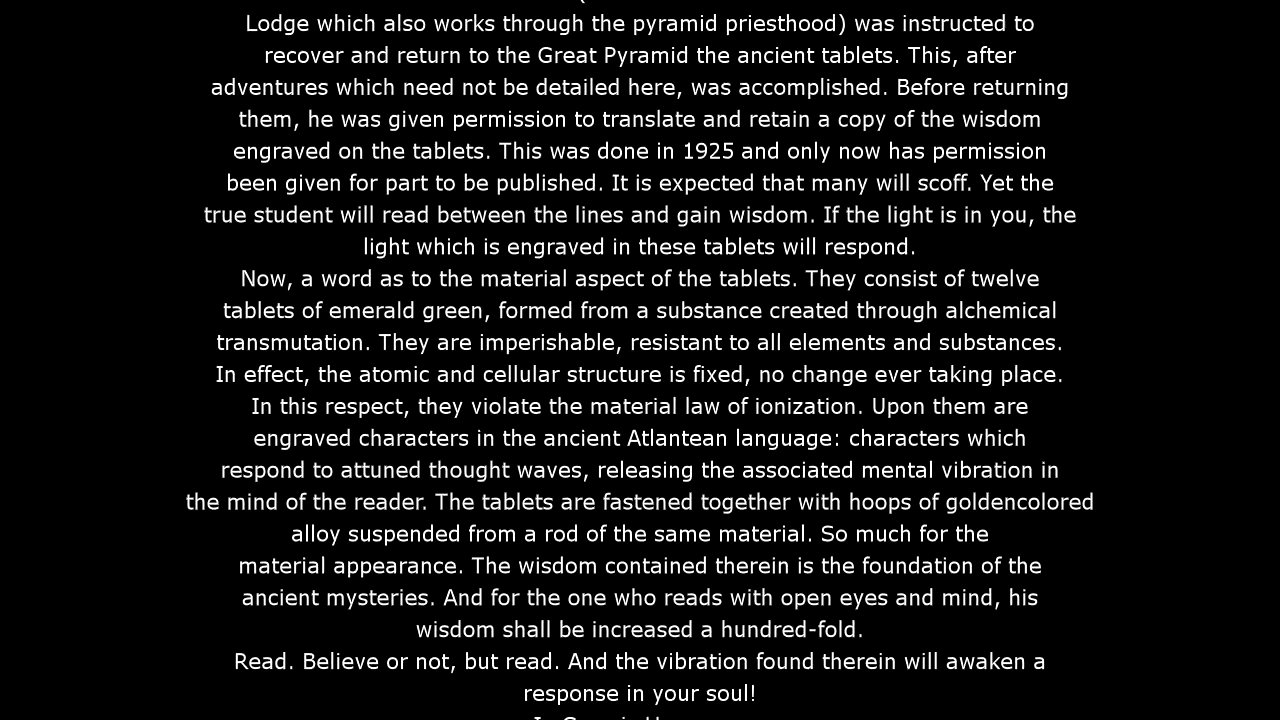 Lodge which also works through the pyramid priesthood) was instructed to
recover and return to the Great Pyramid the ancient tablets. This, after
adventures which need not be detailed here, was accomplished. Before returning
them, he was given permission to translate and retain a copy of the wisdom
engraved on the tablets. This was done in 1925 and only now has permission
been given for part to be published. It is expected that many will scoff. Yet the
true student will read between the lines and gain wisdom. If the light is in you, the
light which is engraved in these tablets will respond.
Now, a word as to the material aspect of the tablets. They consist of twelve
tablets of emerald green, formed from a substance created through alchemical
transmutation. They are imperishable, resistant to all elements and substances.
In effect, the atomic and cellular structure is fixed, no change ever taking place.
In this respect, they violate the material law of ionization. Upon them are
engraved characters in the ancient Atlantean language: characters which
respond to attuned thought waves, releasing the associated mental vibration in
the mind of the reader. The tablets are fastened together with hoops of goldencolored
alloy suspended from a rod of the same material. So much for the
material appearance. The wisdom contained therein is the foundation of the
ancient mysteries. And for the one who reads with open eyes and mind, his
wisdom shall be increased a hundred-fold.
Read. Believe or not, but read. And the vibration found therein will awaken a
response in your soul!